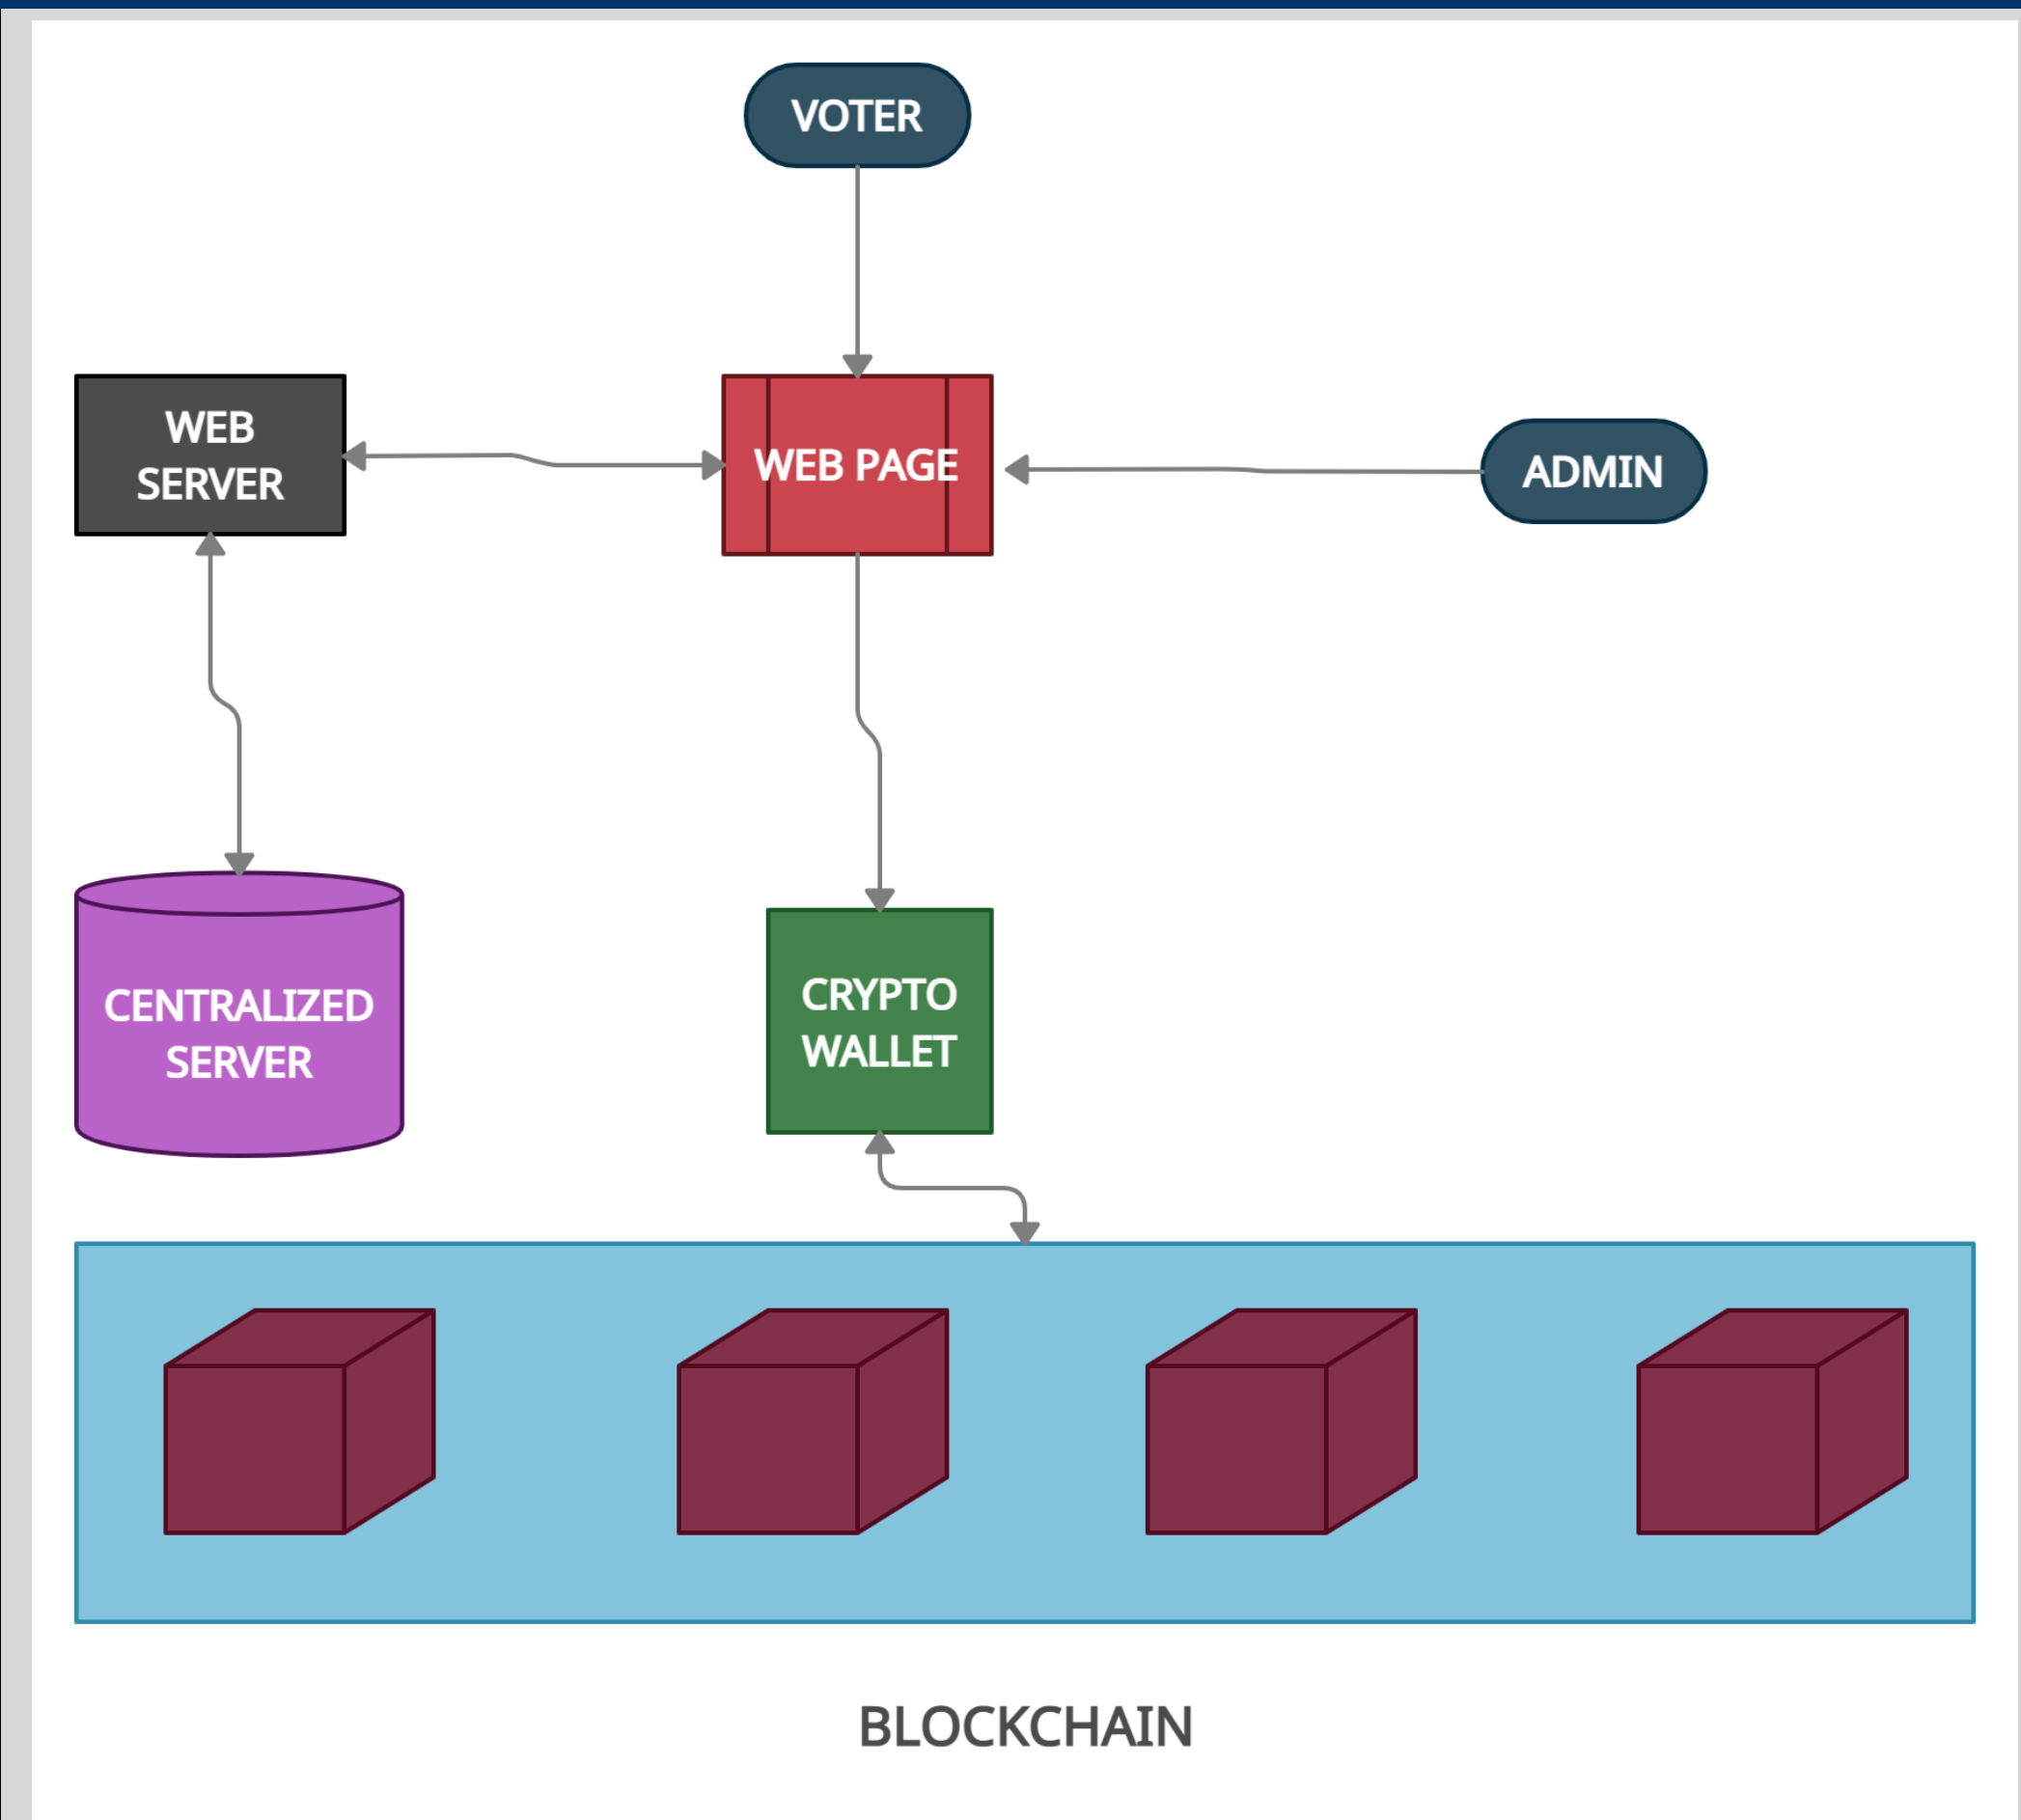 VOTER
WEB
SERVER
WEB PAGE
ADMIN
CENTRALIZED
SERVER
CRYPTO
WALLET
BLOCKCHAIN